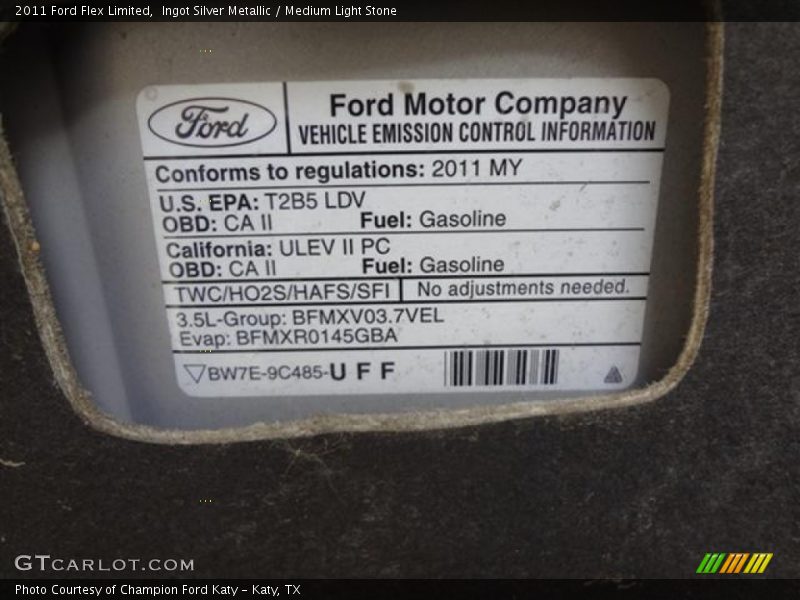 2011 Ford Flex Limited, Ingot Silver Metallic / Medium Light Stone
Ford
Ford Motor Company
VEHICLE EMISSION CONTROL INFORMATION
Conforms to regulations: 2011 MY
U.S. EPA: T2B5 LDV
OBD: CA II Fuel: Gasoline
California: ULEV II PC
OBD: CA II Fuel: Gasoline
TWC/HO2S/HAFS/SFI No adjustments needed.
3.5L-Group: BFMXV03.7VEL
Evap: BFMXR0145GBA
BW7E-9C485-U F F
GTCARLOT.COM
Photo Courtesy of Champion Ford Katy - Katy, TX